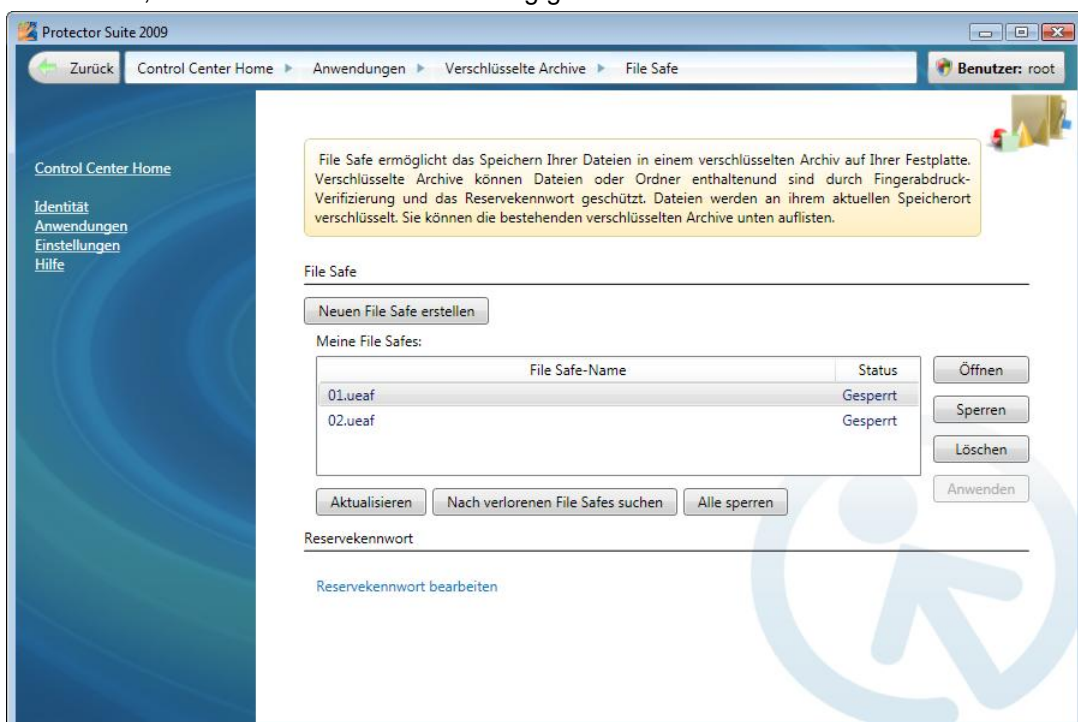 Protector Suite 2009
Zurück
Control Center Home
Anwendungen
Verschlüsselte Archive
File Safe
Benutzer: root
Control Center Home
Identität
Anwendungen
Einstellungen
Hilfe
File Safe ermöglicht das Speichern Ihrer Dateien in einem verschlüsselten Archiv auf Ihrer Festplatte.
Verschlüsselte Archive können Dateien oder Ordner enthaltenund sind durch Fingerabdruck-
Verifizierung und das Reservekennwort geschützt. Dateien werden an ihrem aktuellen Speicherort
verschlüsselt. Sie können die bestehenden verschlüsselten Archive unten auflisten.
File Safe
Neuen File Safe erstellen
Meine File Safes:
File Safe-Name Status
01.ueaf Gesperrt
02.ueaf Gesperrt
Öffnen
Sperren
Löschen
Anwenden
Aktualisieren
Nach verlorenen File Safes suchen
Alle sperren
Reservekennwort
Reservekennwort bearbeiten